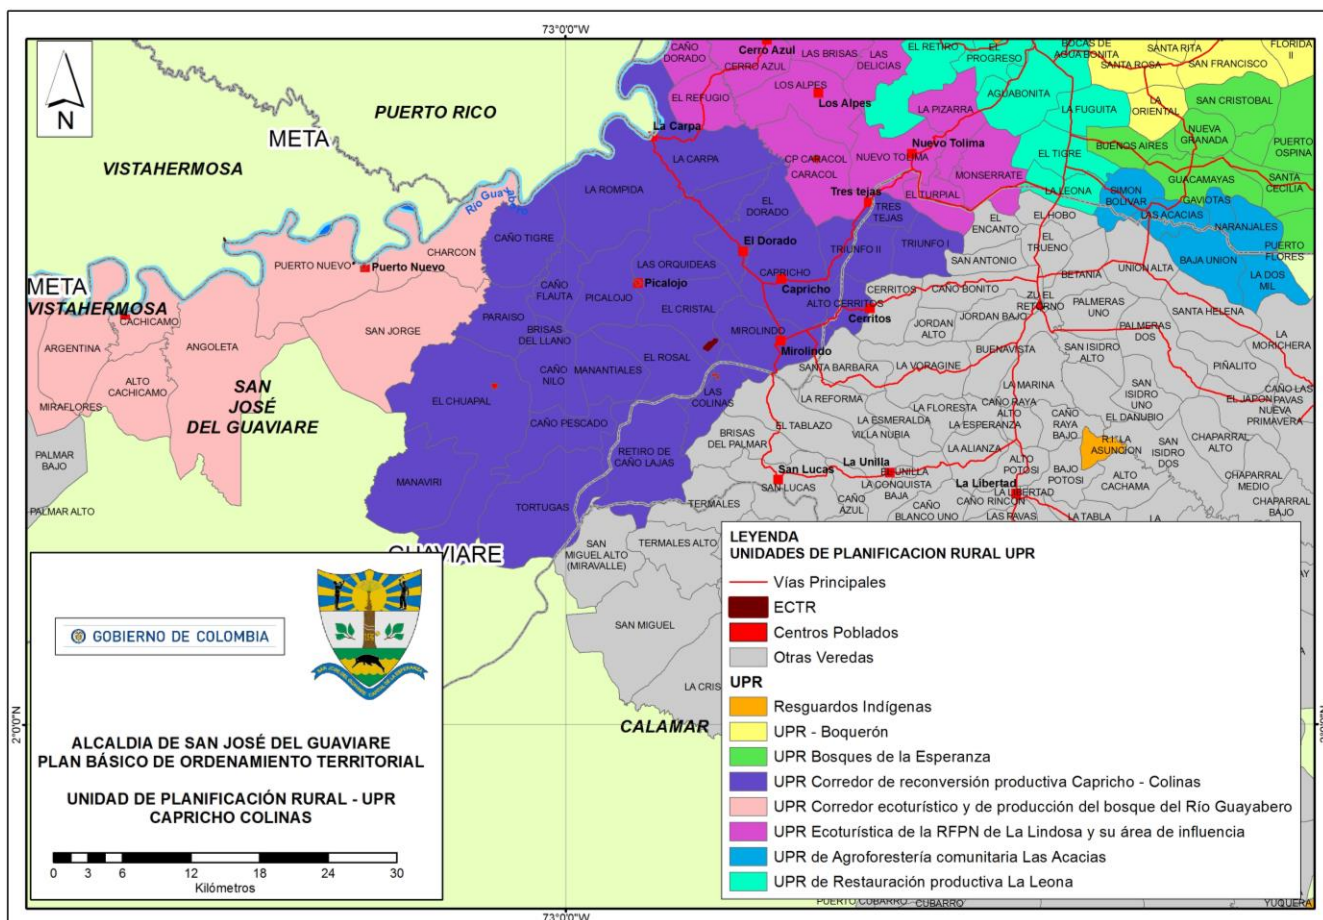 73°0'0"W
N
PUERTO RICO
META
VISTAHERMOSA
META
VISTAHERMOSA
SAN
JOSÉ
DEL GUAVIARE
GUAVIARE
CALAMAR
CAÑO
DORADO
Cerro Azul
CERRO AZUL
LAS BRISAS
LAS
DELICIAS
EL RETIRO
EL
PROGRESO
BOCAS DE
AGUA BONITA
SANTA ROSA
SANTA RITA
FLORIDA
II
SAN FRANCISCO
EL REFUGIO
LOS ALPES
Los Alpes
AGUABONITA
LA PIZARRA
LA FUGUITA
LA
ORIENTAL
SAN CRISTOBAL
NUEVA
GRANADA
BUENOS AIRES
PUERTO
OSPINA
La Carpa
LA CARPA
CP CARACOL
CARACOL
Nuevo Tolima
NUEVO TOLIMA
MONSERRATE
EL TIGRE
GUACAMAYAS
SANTA
CECILIA
LA ROMPIDA
Tres tejas
EL TURPIAL
TRES
TEJAS
LA LEONA
SIMON
BOLIVAR
GAVIOTAS
LAS ACACIAS
NARANJALES
EL
DORADO
EL
ENCANTO
EL HOBO
EL
TRUENO
PUERTO
FLORES
CAÑO TIGRE
CHARCON
PUERTO NUEVO
Puerto Nuevo
El Dorado
TRIUNFO II
TRIUNFO I
SAN ANTONIO
BETANIA
UNION ALTA
BAJA UNION
LA DOS
MIL
LAS ORQUIDEAS
CAÑO
FLAUTA
PICALOJO
Picalojo
CAPRICHO
Capricho
ALTO CERRITOS
CERRITOS
Cerritos
CAÑO BONITO
ZU EL
RETORNO
PALMERAS
UNO
SANTA HELENA
CACHICAMO
ARGENTINA
ANGOLETA
SAN JORGE
PARAISO
BRISAS
DEL LLANO
EL CRISTAL
MIROLINDO
Mirolindo
JORDAN
ALTO
JORDAN BAJO
PALMERAS
DOS
LA
MORICHERA
ALTO
CACHICAMO
EL ROSAL
CAÑO
NILO
MANANTIALES
SANTA BARBARA
LA VORAGINE
BUENAVISTA
SAN ISIDRO
ALTO
PIÑALITO
MIRAFLORES
EL CHUAPAL
LAS
COLINAS
LA REFORMA
LA FLORESTA
LA MARINA
CAÑO RAYA
ALTO
SAN
ISIDRO
UNO
EL DANUBIO
EL JAPON
CAÑO LAS
PAVAS
NUEVA
PRIMAVERA
PALMAR
BAJO
CAÑO PESCADO
BRISAS
DEL PALMAR
EL TABLAZO
LA ESMERALDA
VILLA NUBIA
LA ESPERANZA
CAÑO
RAYA
BAJO
ASUNCION
CHAPARRAL
ALTO
LA ALIANZA
SAN
ISIDRO
DOS
RETIRO DE
CAÑO LAJAS
San Lucas
SAN LUCAS
La Unilla
LA CONQUISTA
BAJA
ALTO
POTOSI
BAJO
POTOSI
ALTO
CACHAMA
CHAPARRAL
MEDIO
MANAVIRI
La Libertad
LA LIBERTAD
CAÑO RINCON
PALMAR ALTO
TORTUGAS
TERMALES
CAÑO
AZUL
CAÑO
BLANCO UNO
LAS PAVAS
LA TABLA
LA
CHAPARRAL
BAJO
SAN
MIGUEL ALTO
(MIRAVALLE)
TERMALES ALTO
SAN MIGUEL
2°0'0"N
LEYENDA
UNIDADES DE PLANIFICACION RURAL UPR
Vías Principales
ECTR
Centros Poblados
Otras Veredas
UPR
Resguardos Indígenas
UPR - Boquerón
UPR Bosques de la Esperanza
UPR Corredor de reconversión productiva Capricho - Colinas
UPR Corredor ecoturístico y de producción del bosque del Río Guayabero
UPR Ecoturística de la RFPN de La Lindosa y su área de influencia
UPR de Agroforestería comunitaria Las Acacias
UPR de Restauración productiva La Leona
GOBIERNO DE COLOMBIA
ALCALDIA DE SAN JOSÉ DEL GUAVIARE
PLAN BÁSICO DE ORDENAMIENTO TERRITORIAL
UNIDAD DE PLANIFICACIÓN RURAL - UPR
CAPRICHO COLINAS
0 3 6 12 18 24 30
Kilómetros
73°0'0"W